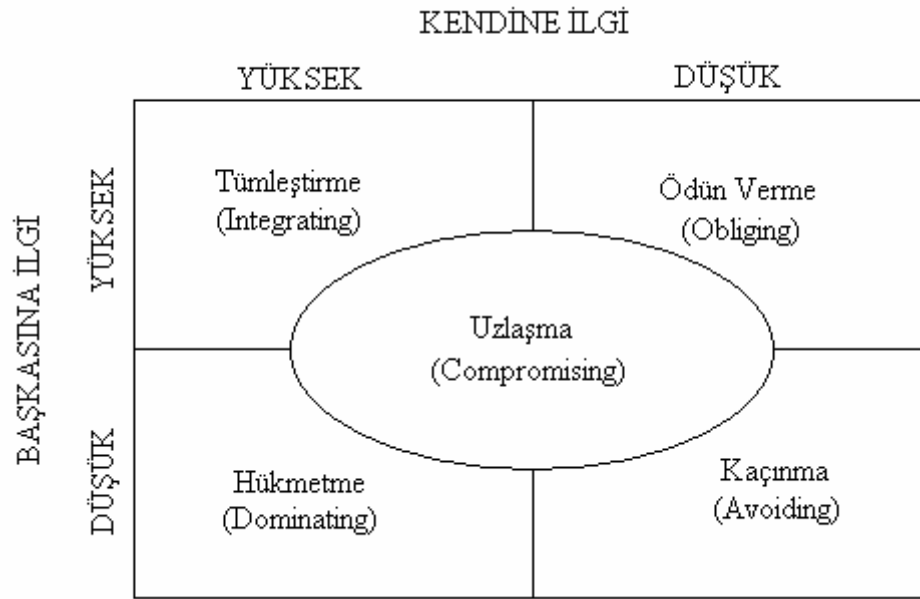 KENDİNE İLGİ
YÜKSEK
DÜŞÜK
BAŞKASINA İLGİ
YÜKSEK
DÜŞÜK
Tümleştirme
(Integrating)
Ödün Verme
(Obliging)
Uzlaşma
(Compromising)
Hükmetme
(Dominating)
Kaçınma
(Avoiding)